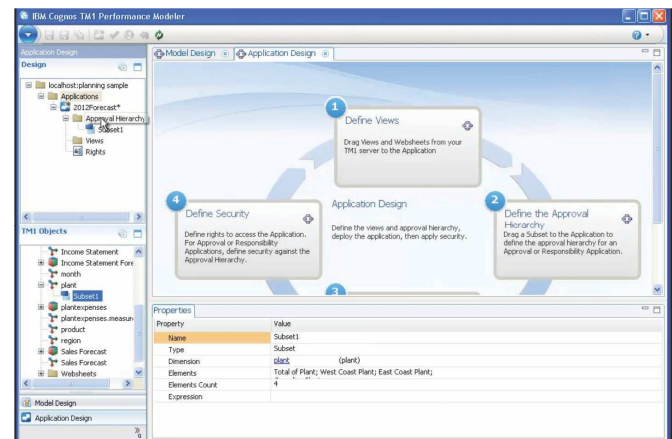 IBM Cognos TM1 Performance Modeler
Application Design
Design
localhost:planning sample
Applications
2012Forecast*
Approval Hierarchy
Subset1
Views
Rights
TM1 Objects
Income Statement
Income Statement Fore
month
plant
Subset1
plantexpenses
plantexpenses.measur
product
region
Sales Forecast
Sales Forecast
Websheets
Model Design
Application Design
Model Design
Application Design
1
Define Views
Drag Views and Websheets from your
TM1 server to the Application
4
Define Security
Define rights to access the Application.
For Approval or Responsibility
Applications, define security against the
Approval Hierarchy.
Application Design
Define the views and approval hierarchy,
deploy the application, then apply security.
2
Define the Approval
Hierarchy
Drag a Subset to the Application to
define the approval hierarchy for an
Approval or Responsibility Application.
3
Properties
Property Value
Name Subset1
Type Subset
Dimension plant (plant)
Elements Total of Plant; West Coast Plant; East Coast Plant;
Elements Count 4
Expression